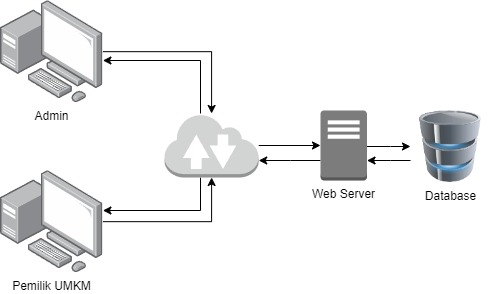 Admin
Web Server
Database
Pemilik UMKM